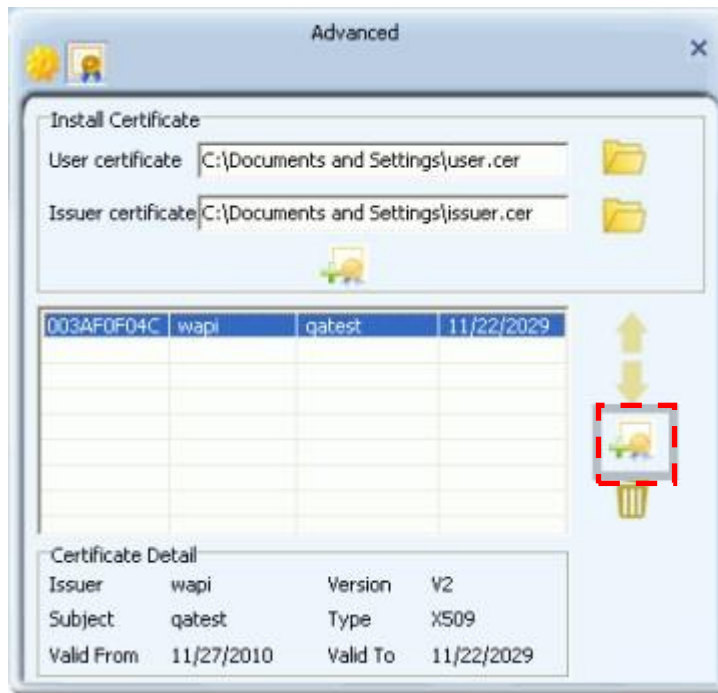 Advanced
Install Certificate
User certificate C:\Documents and Settings\user.cer
Issuer certificate C:\Documents and Settings\issuer.cer
003AF0F04C wapi qatest 11/22/2029
Certificate Detail
Issuer wapi Version V2
Subject qatest Type X509
Valid From 11/27/2010 Valid To 11/22/2029